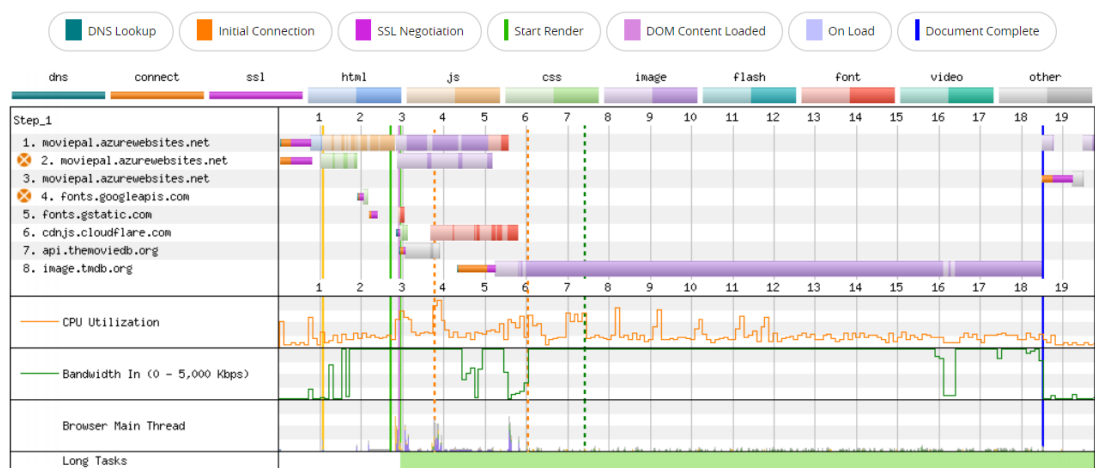 DNS Lookup Initial Connection SSL Negotiation Start Render DOM Content Loaded On Load Document Complete
dns connect ssl html js css image flash font video other
Step_1 1 2 3 4 5 6 7 8 9 10 11 12 13 14 15 16 17 18 19
1. moviepal.azurewebsites.net
2. moviepal.azurewebsites.net
3. moviepal.azurewebsites.net
4. fonts.googleapis.com
5. fonts.gstatic.com
6. cdnjs.cloudflare.com
7. api.themoviedb.org
8. image.tmdb.org
1 2 3 4 5 6 7 8 9 10 11 12 13 14 15 16 17 18 19
CPU Utilization
Bandwidth In (0 - 5,000 Kbps)
Browser Main Thread
Long Tasks